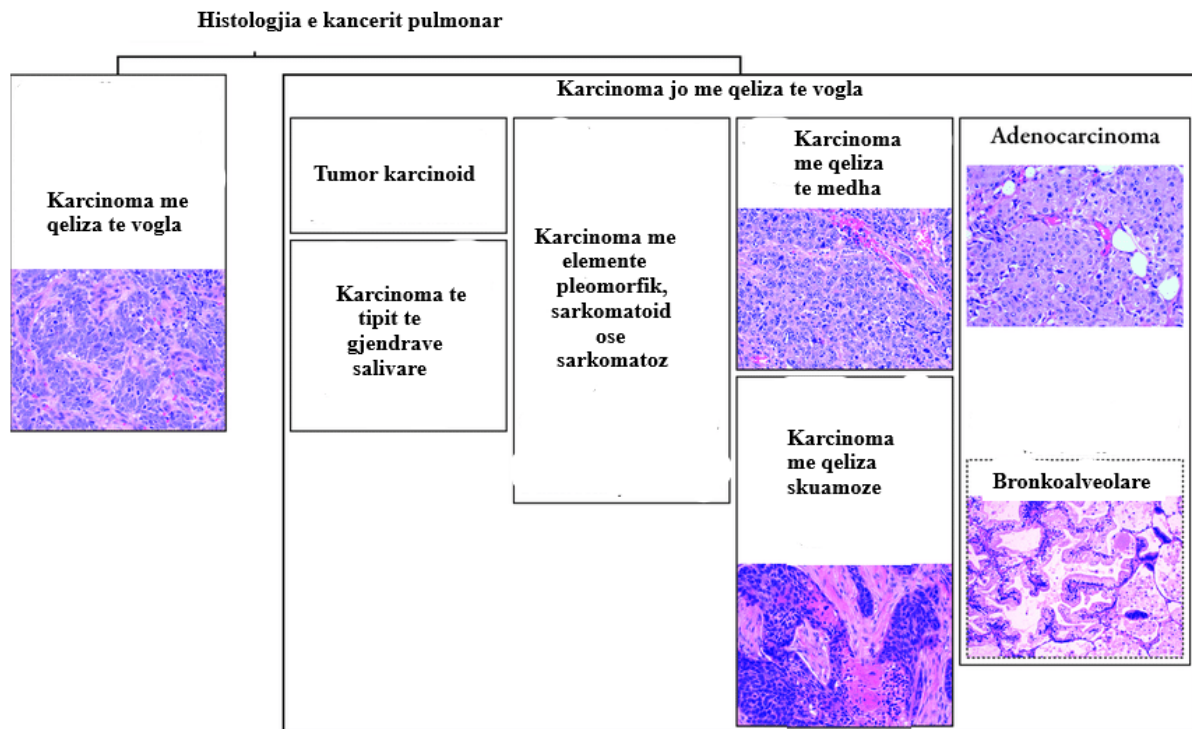 Histologjia e kancerit pulmonar
Karcinoma me
qeliza te vogla
Karcinoma jo me qeliza te vogla
Tumor karcinoid
Karcinoma te
tipit te
gjendrave
salivare
Karcinoma me
elemente
pleomorfik,
sarkomatoid
ose
sarkomatoz
Karcinoma
me qeliza
te medha
Karcinoma
me qeliza
skuamoze
Adenocarcinoma
Bronkoalveolare